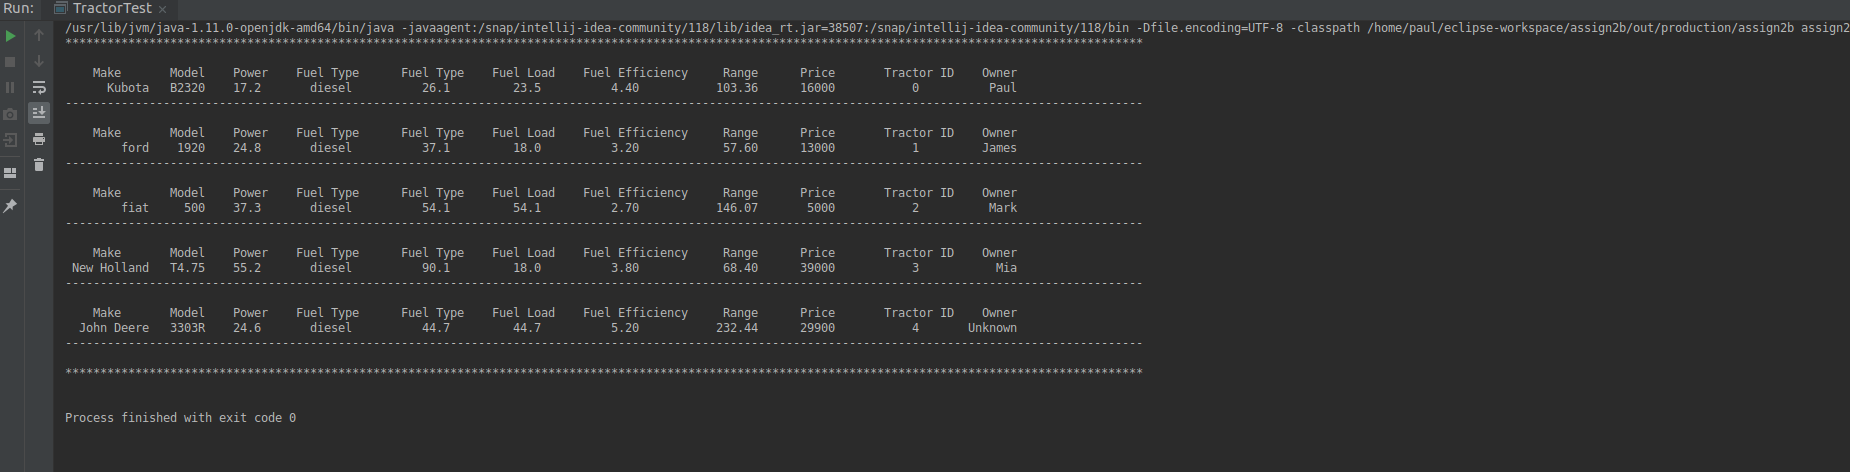 Run: TractorTest ×
/usr/lib/jvm/java-1.11.0-openjdk-amd64/bin/java -javaagent:/snap/intellij-idea-community/118/lib/idea_rt.jar=38507:/snap/intellij-idea-community/118/bin -Dfile.encoding=UTF-8 -classpath /home/paul/eclipse-workspace/assign2b/out/production/assign2b assign2
**********************************************************************************************************************************************************
Make Model Power Fuel Type Fuel Type Fuel Load Fuel Efficiency Range Price Tractor ID Owner
Kubota B2320 17.2 diesel 26.1 23.5 4.40 103.36 16000 0 Paul
----------------------------------------------------------------------------------------------------------------------------------------------------------
Make Model Power Fuel Type Fuel Type Fuel Load Fuel Efficiency Range Price Tractor ID Owner
ford 1920 24.8 diesel 37.1 18.0 3.20 57.60 13000 1 James
----------------------------------------------------------------------------------------------------------------------------------------------------------
Make Model Power Fuel Type Fuel Type Fuel Load Fuel Efficiency Range Price Tractor ID Owner
fiat 500 37.3 diesel 54.1 54.1 2.70 146.07 5000 2 Mark
----------------------------------------------------------------------------------------------------------------------------------------------------------
Make Model Power Fuel Type Fuel Type Fuel Load Fuel Efficiency Range Price Tractor ID Owner
New Holland T4.75 55.2 diesel 90.1 18.0 3.80 68.40 39000 3 Mia
----------------------------------------------------------------------------------------------------------------------------------------------------------
Make Model Power Fuel Type Fuel Type Fuel Load Fuel Efficiency Range Price Tractor ID Owner
John Deere 3303R 24.6 diesel 44.7 44.7 5.20 232.44 29900 4 Unknown
----------------------------------------------------------------------------------------------------------------------------------------------------------
**********************************************************************************************************************************************************
Process finished with exit code 0